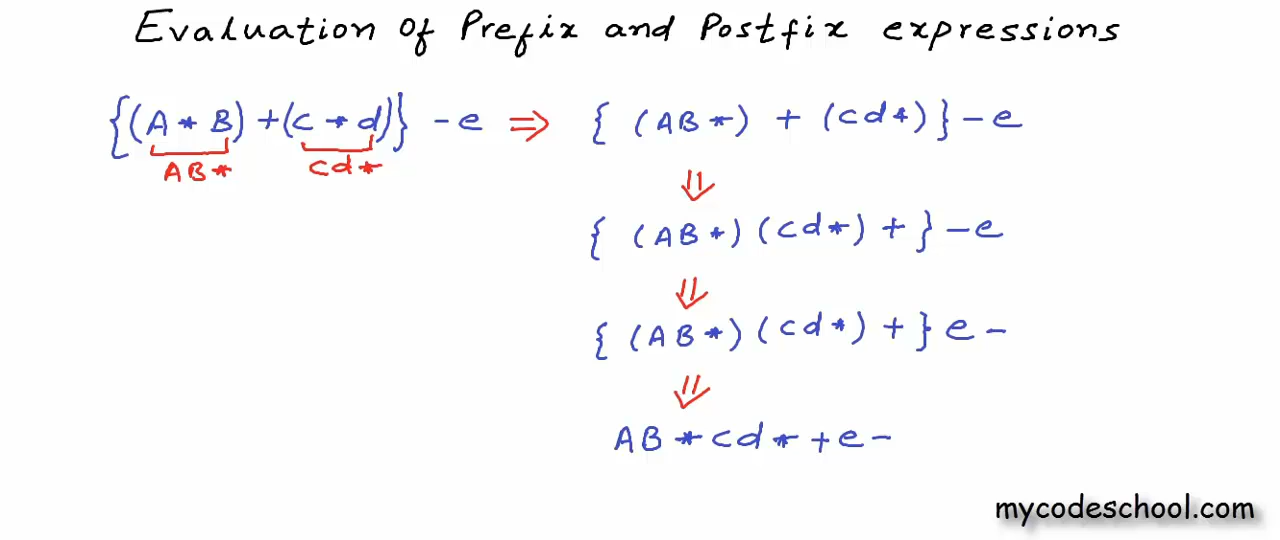 Evaluation of Prefix and Postfix expressions
{(A * B) + (C * d)} - e ⇒ { (AB*) + (Cd*)} - e
AB* Cd*
⇓
{ (AB*) (Cd*) + } - e
⇓
{ (AB*) (Cd*) + } e -
⇓
AB*Cd*+e-
mycodeschool.com